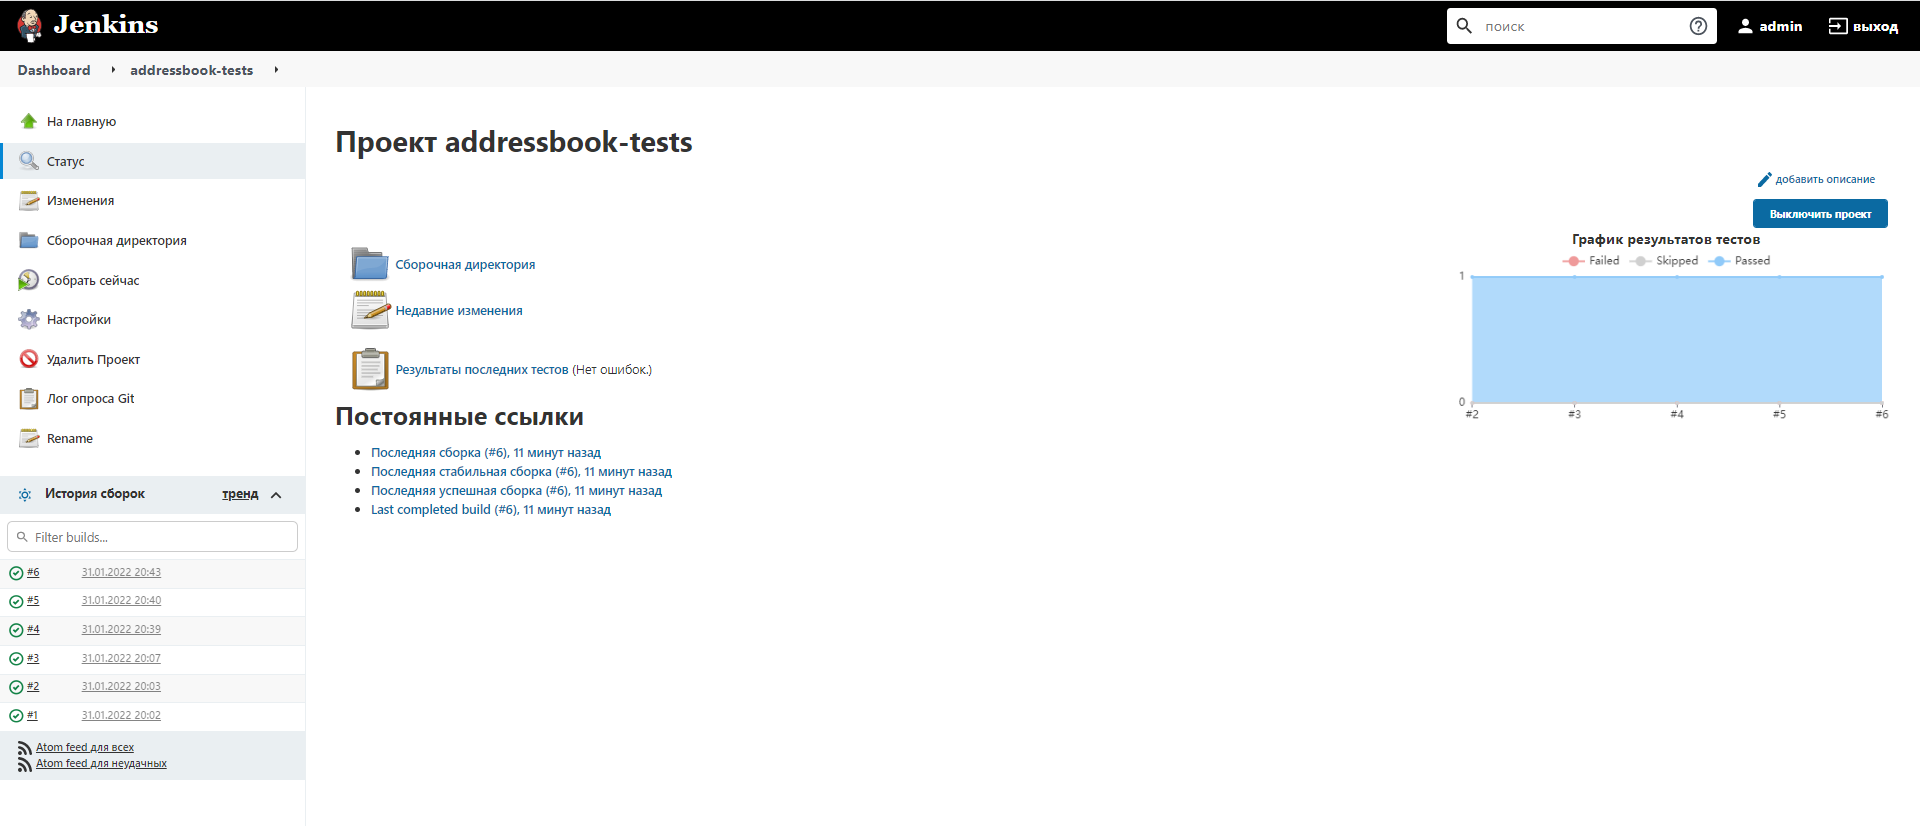 Jenkins
поиск
admin
выход
Dashboard
addressbook-tests
На главную
Статус
Изменения
Сборочная директория
Собрать сейчас
Настройки
Удалить Проект
Лог опроса Git
Rename
История сборок тренд
Filter builds...
#6 31.01.2022 20:43
#5 31.01.2022 20:40
#4 31.01.2022 20:39
#3 31.01.2022 20:07
#2 31.01.2022 20:03
#1 31.01.2022 20:02
Atom feed для всех
Atom feed для неудачных
Проект addressbook-tests
добавить описание
Выключить проект
Сборочная директория
Недавние изменения
Результаты последних тестов (Нет ошибок.)
Постоянные ссылки
Последняя сборка (#6), 11 минут назад
Последняя стабильная сборка (#6), 11 минут назад
Последняя успешная сборка (#6), 11 минут назад
Last completed build (#6), 11 минут назад
График результатов тестов
Failed Skipped Passed
1
0
#2 #3 #4 #5 #6